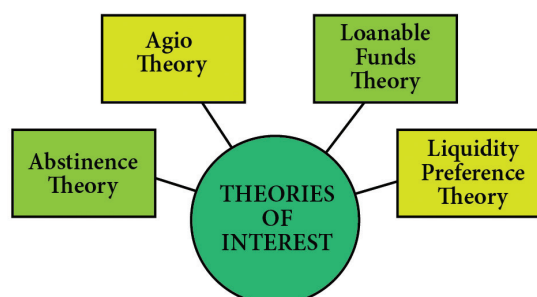 Agio
Theory
Loanable
Funds
Theory
Abstinence
Theory
Liquidity
Preference
Theory
THEORIES
OF
INTEREST